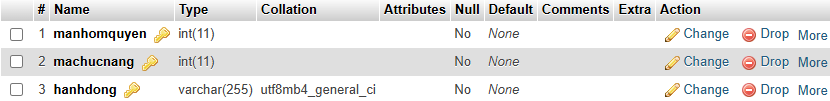 # Name Type Collation Attributes Null Default Comments Extra Action
1 manhomquyen int(11) No None Change Drop More
2 machucnang int(11) No None Change Drop More
3 hanhdong varchar(255) utf8mb4_general_ci No None Change Drop More